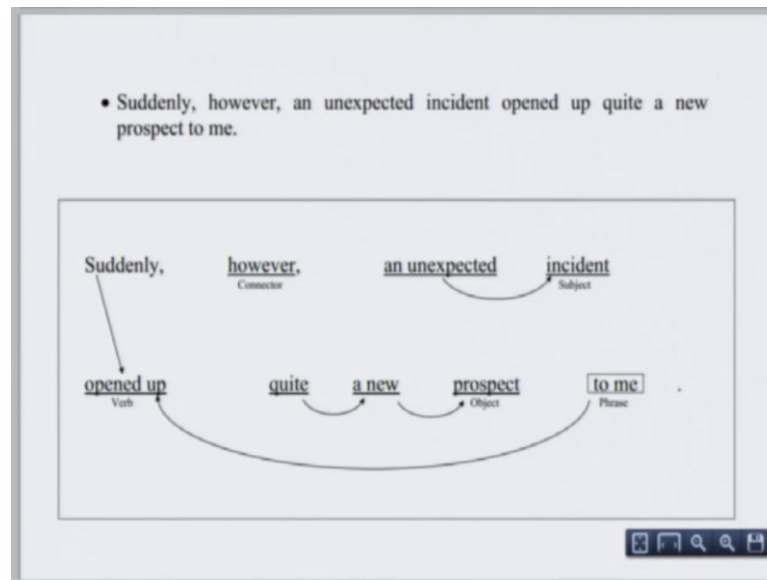 • Suddenly, however, an unexpected incident opened up quite a new
prospect to me.
Suddenly, however, an unexpected incident
Connector Subject
opened up quite a new prospect to me .
Verb Object Phrase